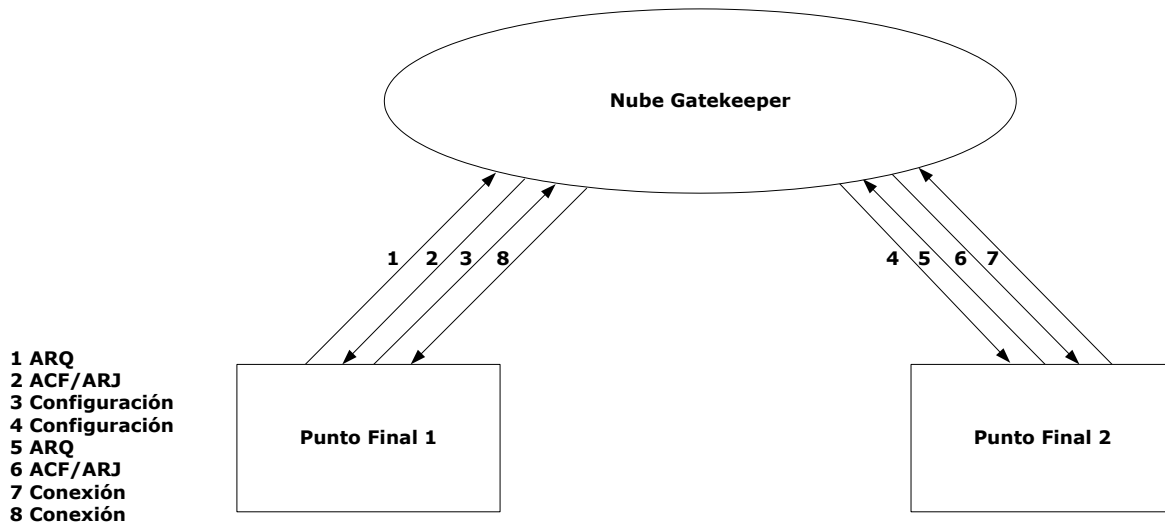 Nube Gatekeeper
1 2 3 8
4 5 6 7
1 ARQ
2 ACF/ARJ
3 Configuración
4 Configuración
5 ARQ
6 ACF/ARJ
7 Conexión
8 Conexión
Punto Final 1
Punto Final 2